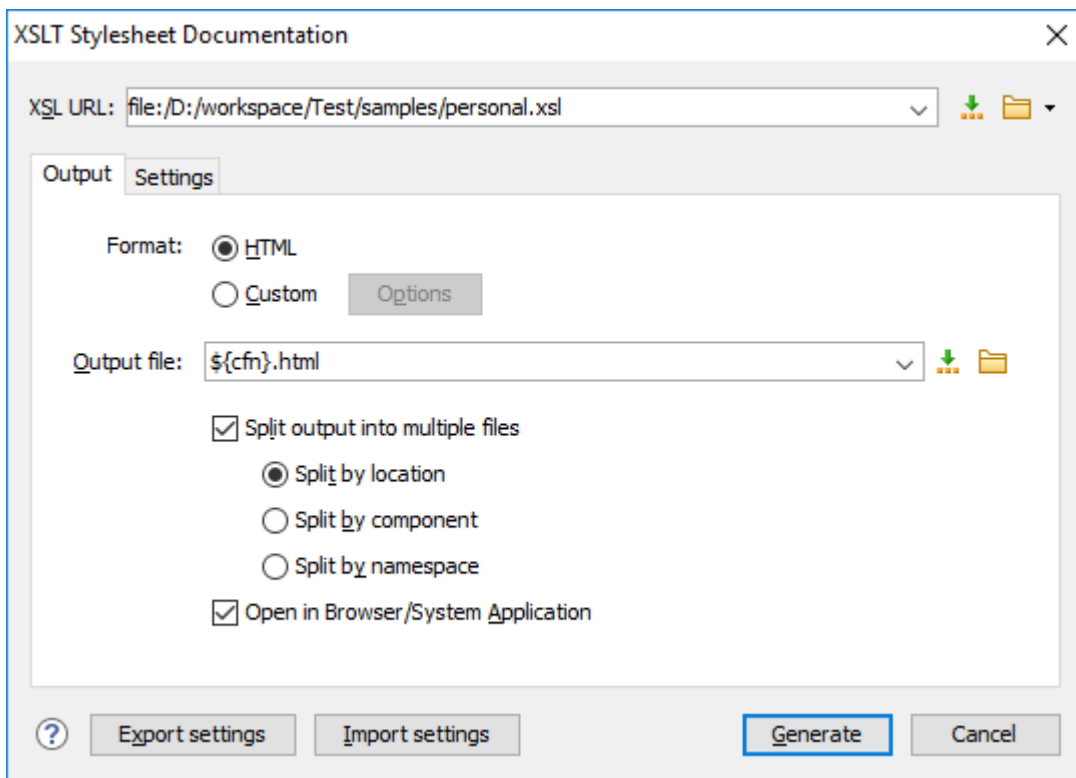 XSLT Stylesheet Documentation
XSL URL: file:/D:/workspace/Test/samples/personal.xsl
Output Settings
Format: HTML
Custom Options
Output file: ${cfn}.html
Split output into multiple files
Split by location
Split by component
Split by namespace
Open in Browser/System Application
? Export settings Import settings Generate Cancel